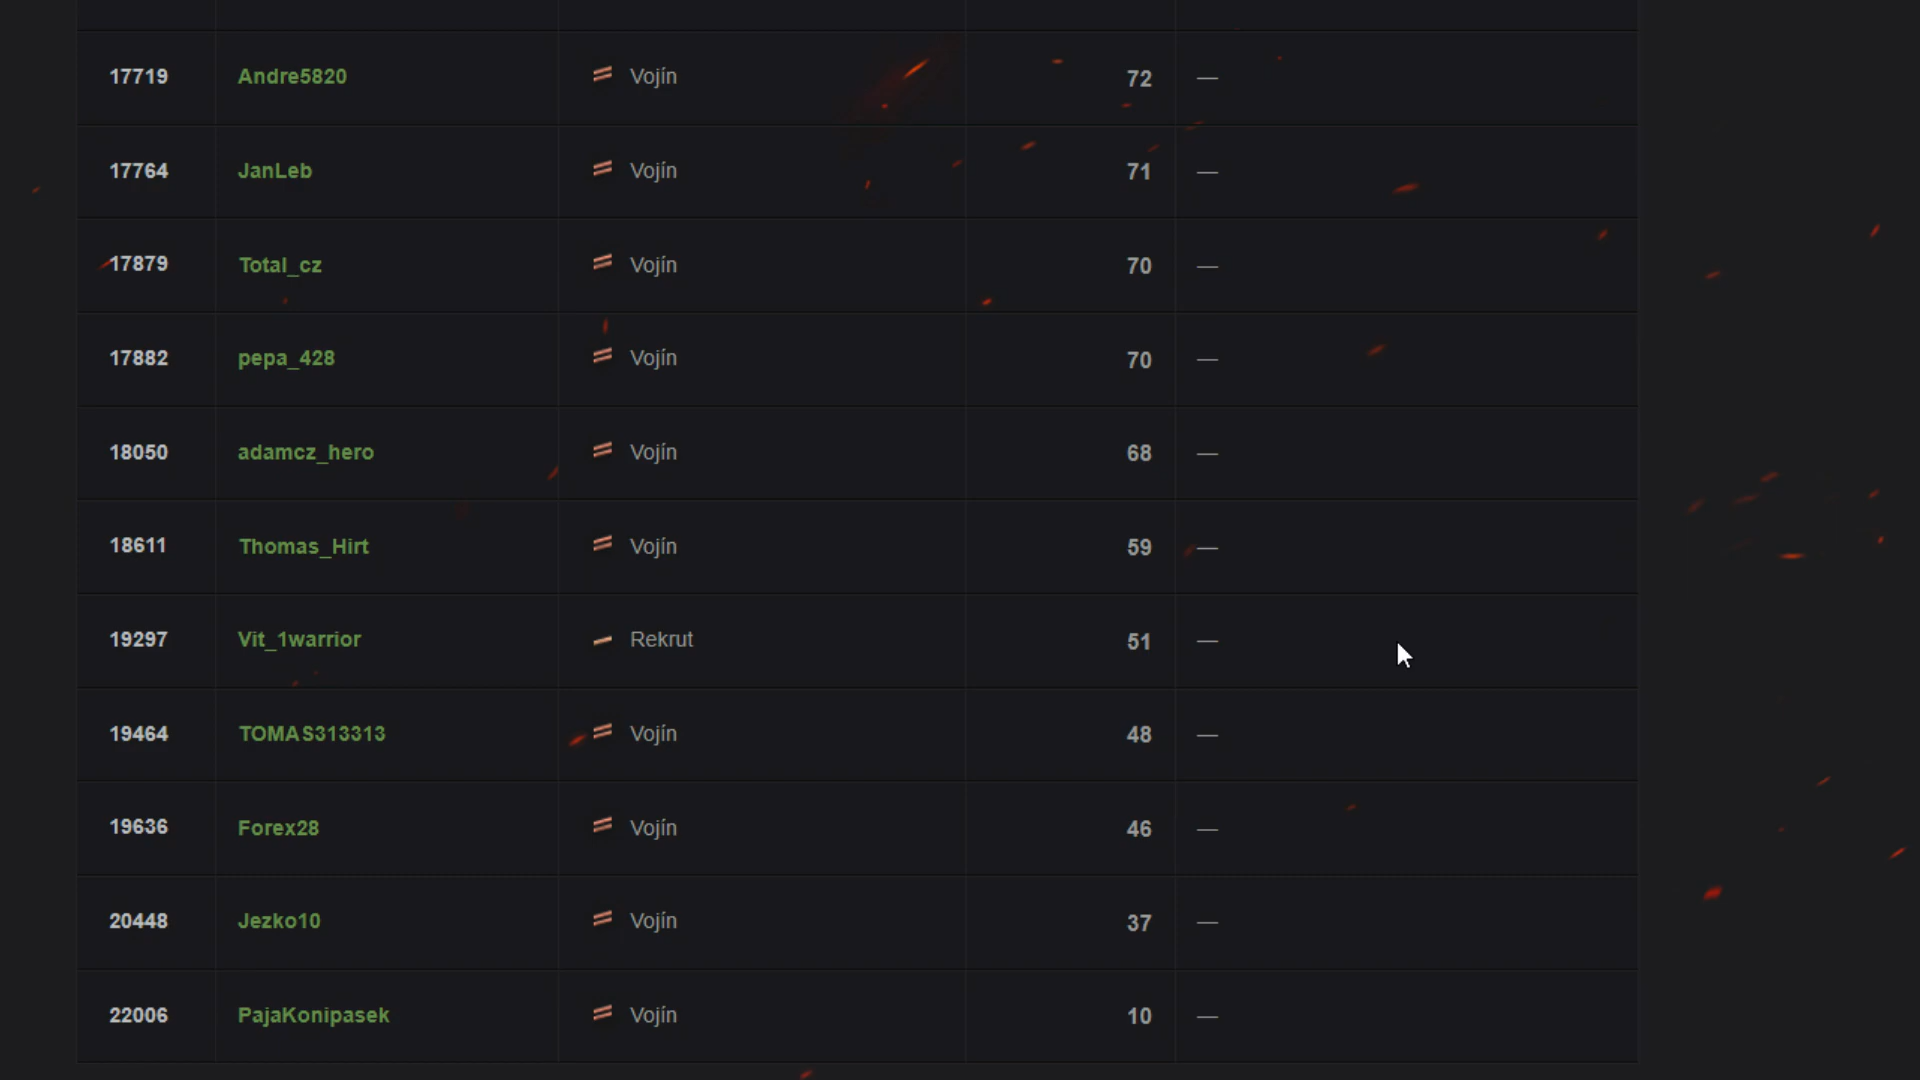 17719 Andre5820 Vojín 72 —
17764 JanLeb Vojín 71 —
17879 Total_cz Vojín 70 —
17882 pepa_428 Vojín 70 —
18050 adamcz_hero Vojín 68 —
18611 Thomas_Hirt Vojín 59 —
19297 Vit_1warrior Rekrut 51 —
19464 TOMAS313313 Vojín 48 —
19636 Forex28 Vojín 46 —
20448 Jezko10 Vojín 37 —
22006 PajaKonipasek Vojín 10 —